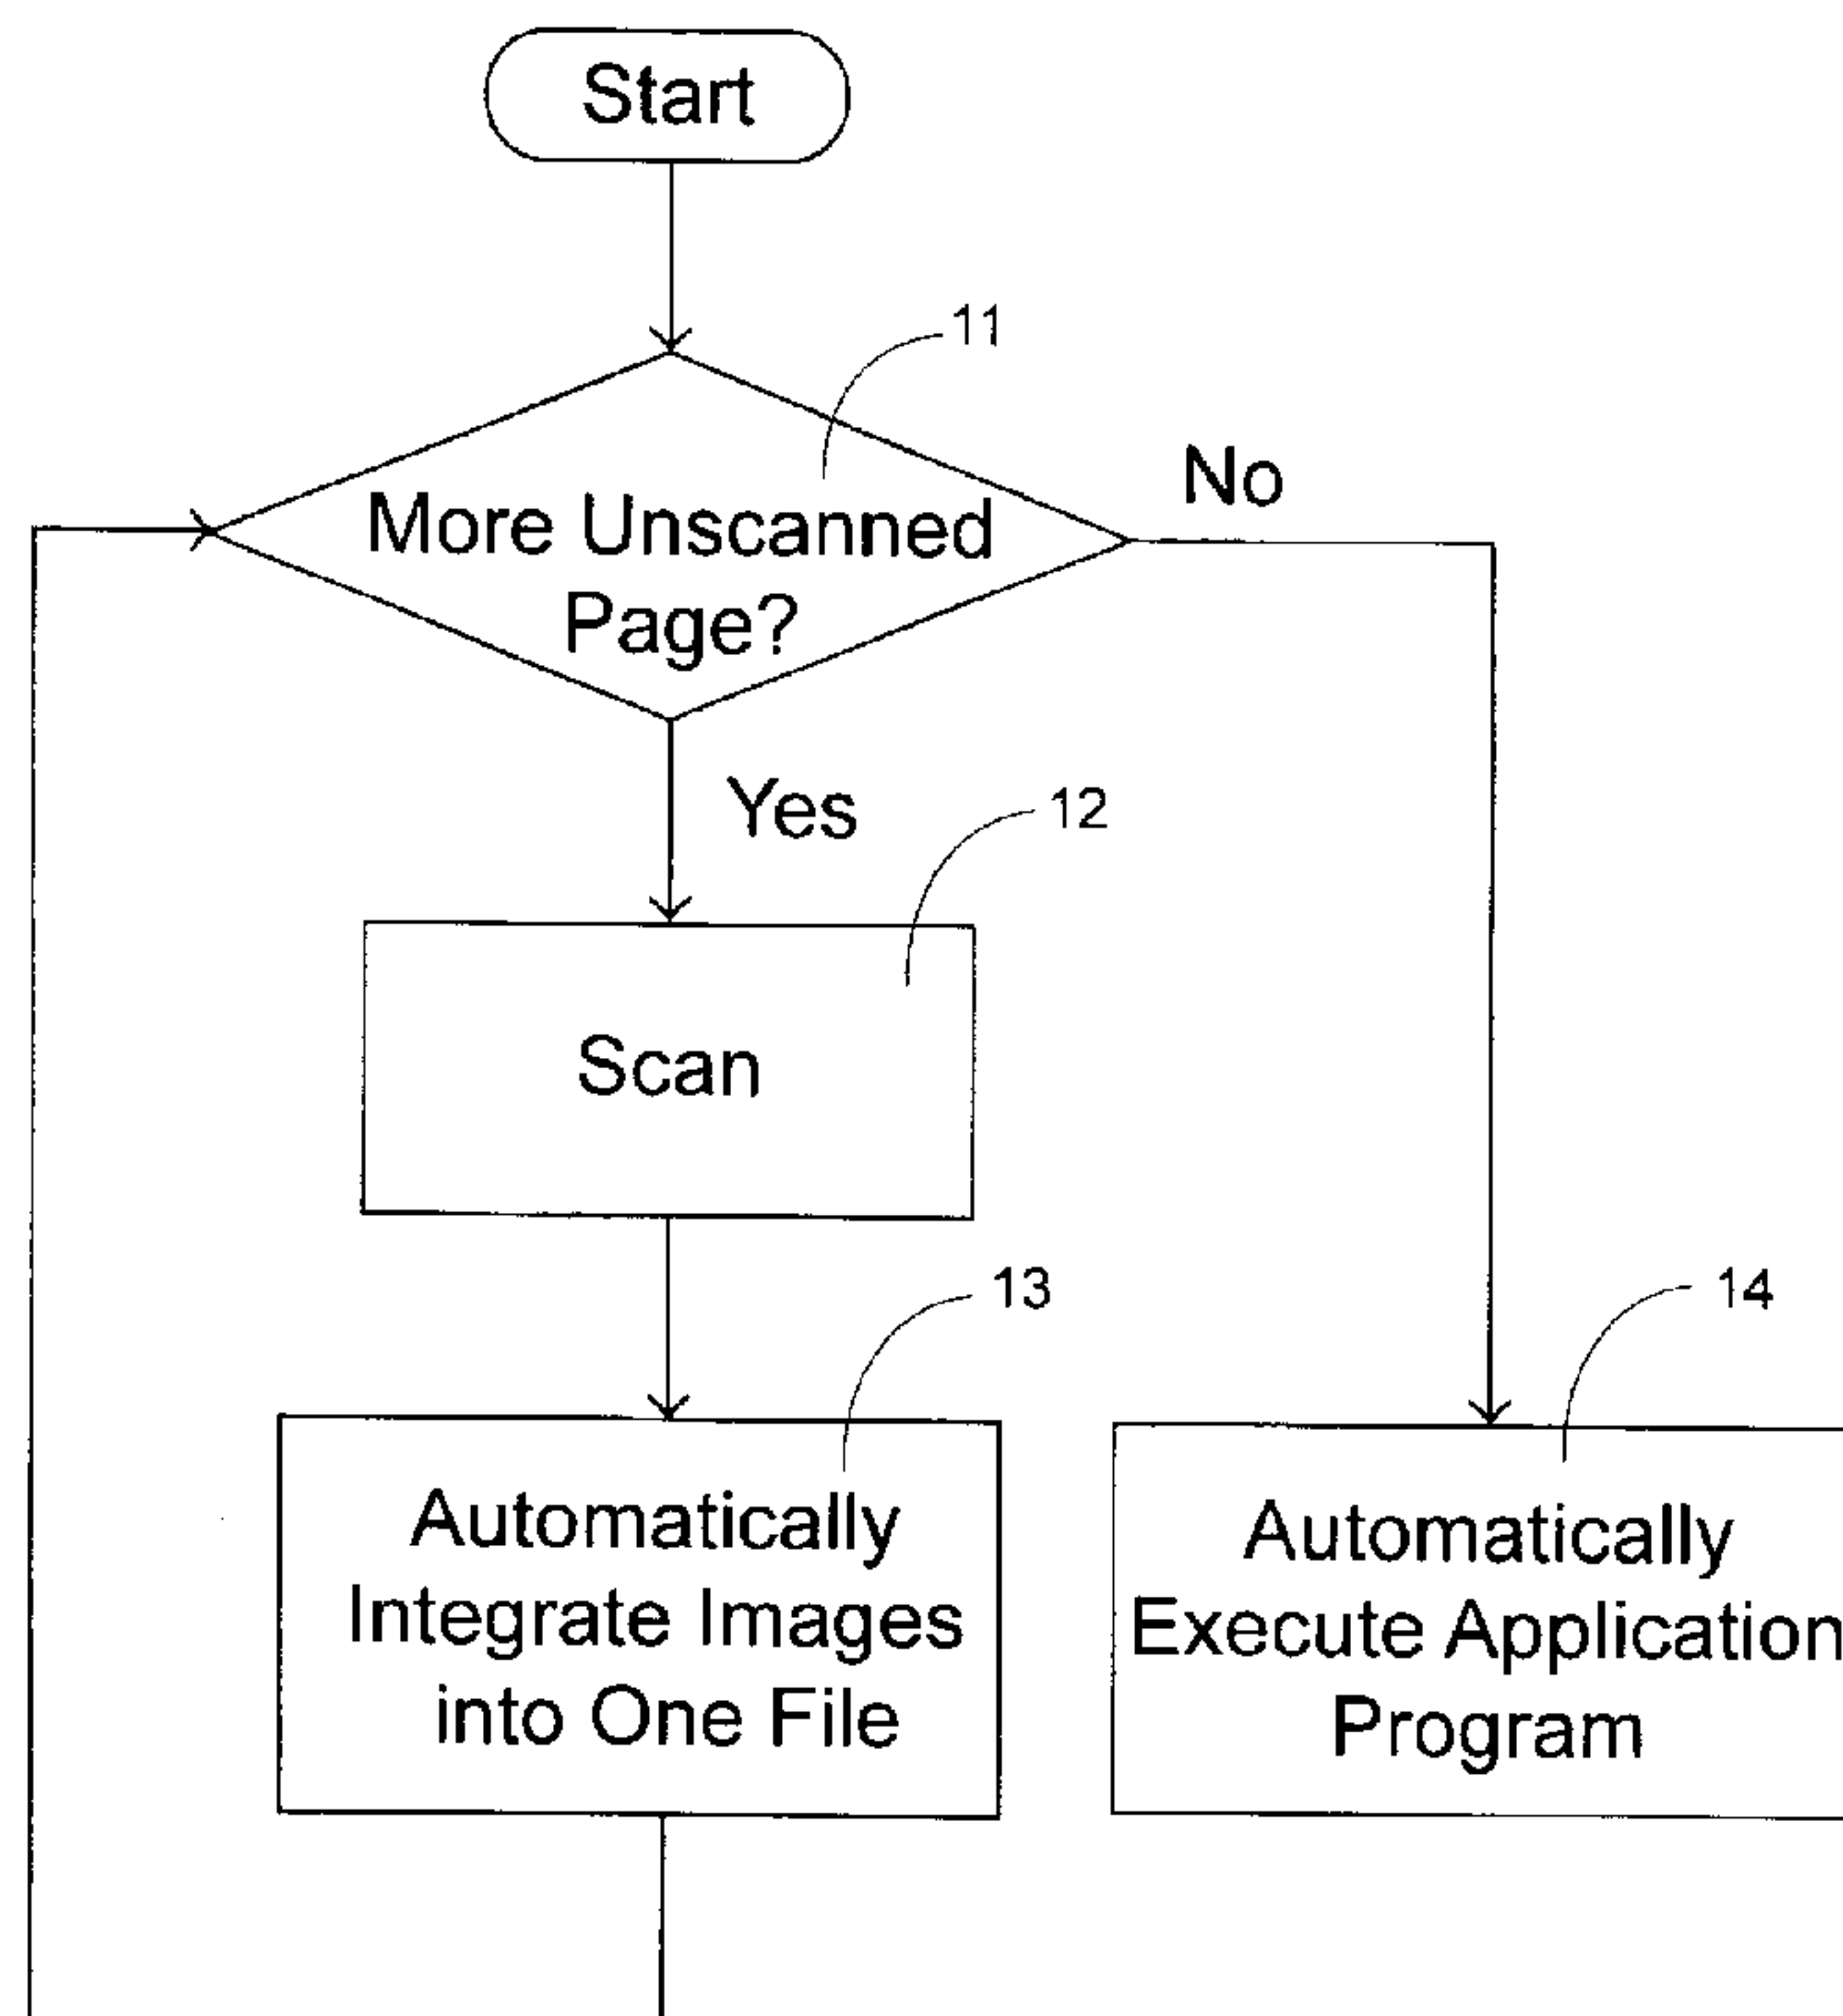 Start
11
More Unscanned
Page?
No
Yes
12
Scan
13
Automatically
Integrate Images
into One File
14
Automatically
Execute Application
Program